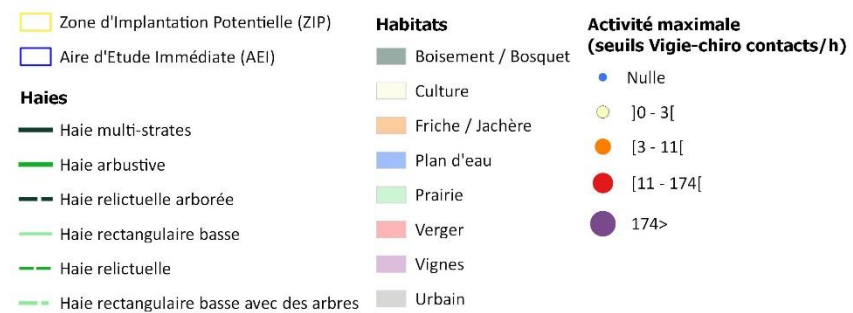 Zone d'Implantation Potentielle (ZIP)
Aire d'Etude Immédiate (AEI)
Haies
Haie multi-strates
Haie arbustive
Haie relictuelle arborée
Haie rectangulaire basse
Haie relictuelle
Haie rectangulaire basse avec des arbres
Habitats
Boisement / Bosquet
Culture
Friche / Jachère
Plan d'eau
Prairie
Verger
Vignes
Urbain
Activité maximale
(seuils Vigie-chiro contacts/h)
Nulle
]0 - 3[
[3 - 11[
[11 - 174[
174>